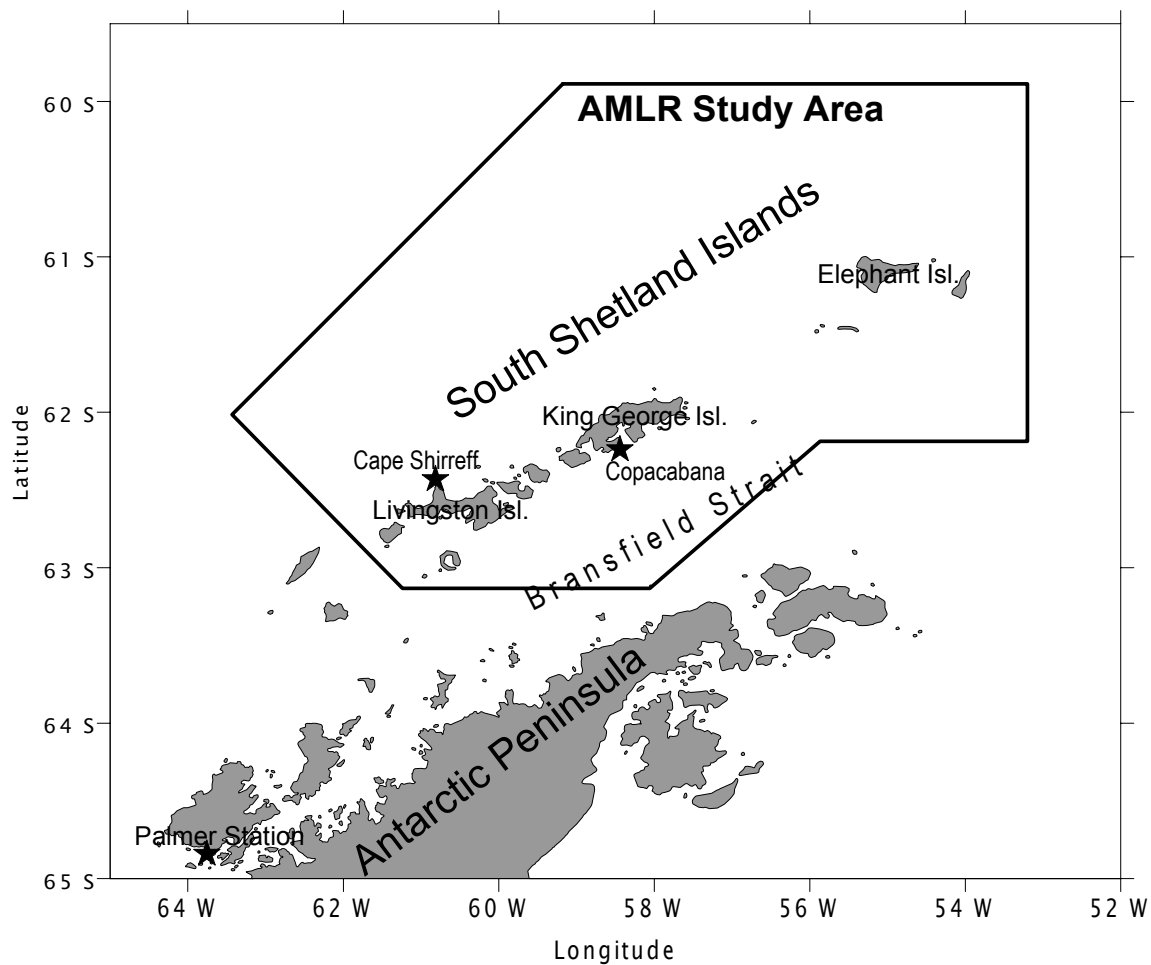 60 S
AMLR Study Area
South Shetland Islands
61 S
Elephant Isl.
62 S
King George Isl.
Cape Shirreff
Copacabana
Livingston Isl.
Bransfield Strait
63 S
Antarctic Peninsula
64 S
Palmer Station
65 S
Latitude
64 W
62 W
60 W
58 W
56 W
54 W
52 W
Longitude